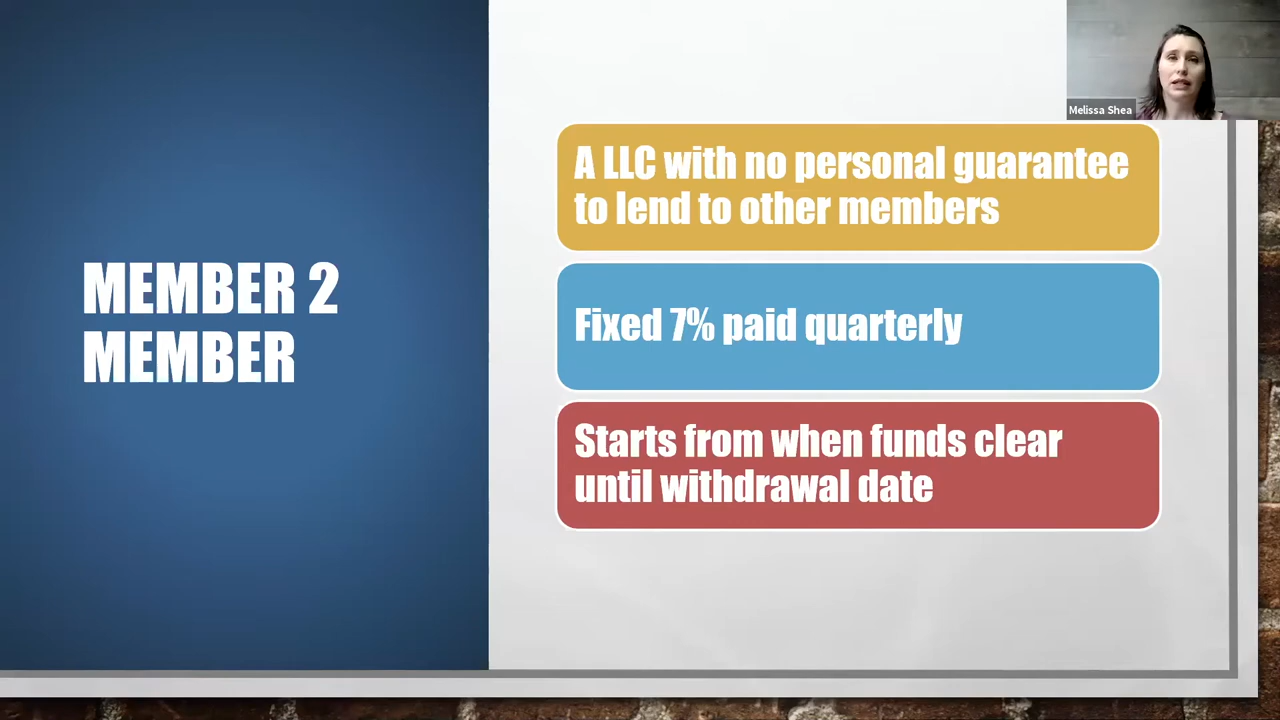 Melissa Shea
MEMBER 2
MEMBER
A LLC with no personal guarantee
to lend to other members
Fixed 7% paid quarterly
Starts from when funds clear
until withdrawal date